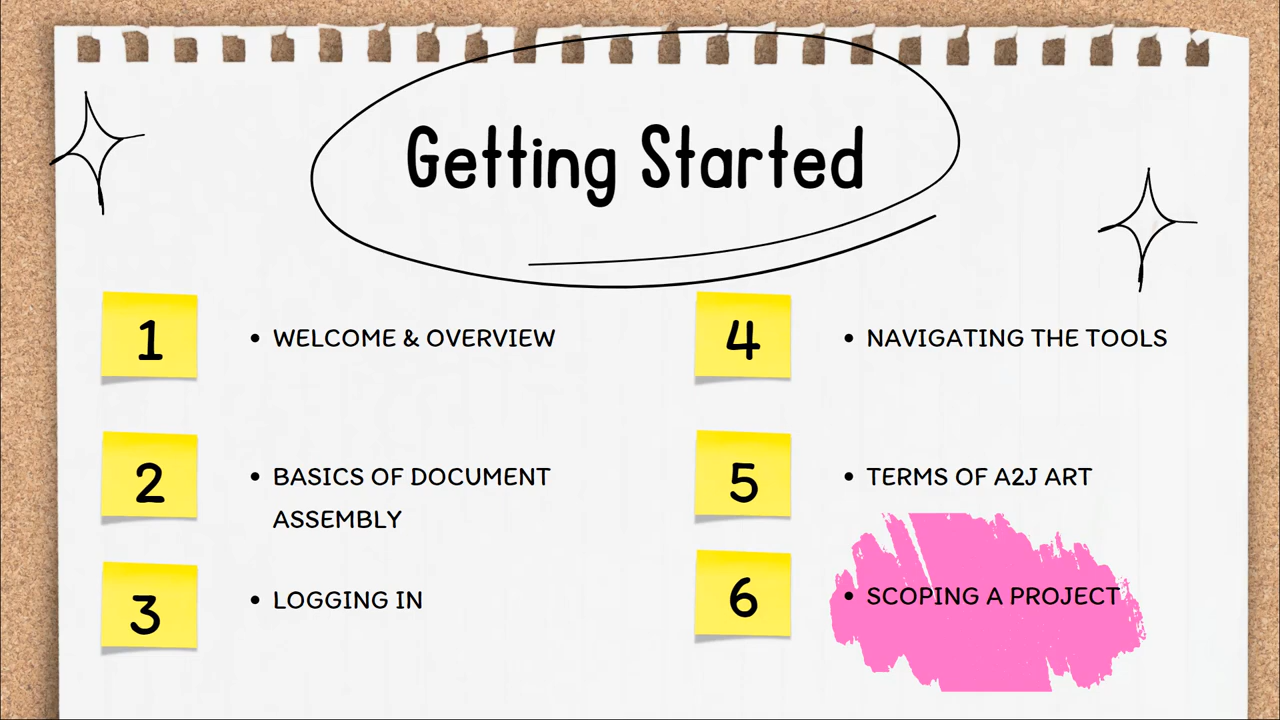 Getting Started
1
• WELCOME & OVERVIEW
2
• BASICS OF DOCUMENT
ASSEMBLY
3
• LOGGING IN
4
• NAVIGATING THE TOOLS
5
• TERMS OF A2J ART
6
• SCOPING A PROJECT